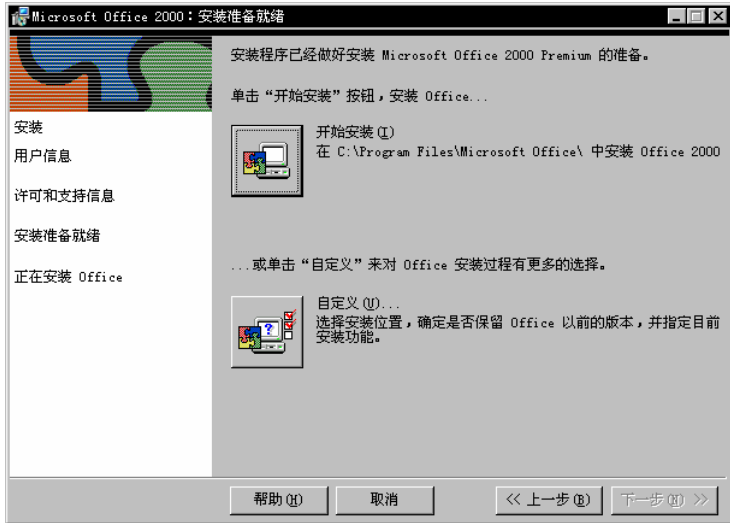 Microsoft Office 2000：安装准备就绪
安装程序已经做好安装 Microsoft Office 2000 Premium 的准备。
单击“开始安装”按钮，安装 Office...
安装
用户信息
许可和支持信息
安装准备就绪
正在安装 Office
开始安装(I)
在 C:\Program Files\Microsoft Office\ 中安装 Office 2000
...或单击“自定义”来对 Office 安装过程有更多的选择。
自定义(U)...
选择安装位置，确定是否保留 Office 以前的版本，并指定目前
安装功能。
帮助(H)
取消
<< 上一步(B)
下一步(N) >>